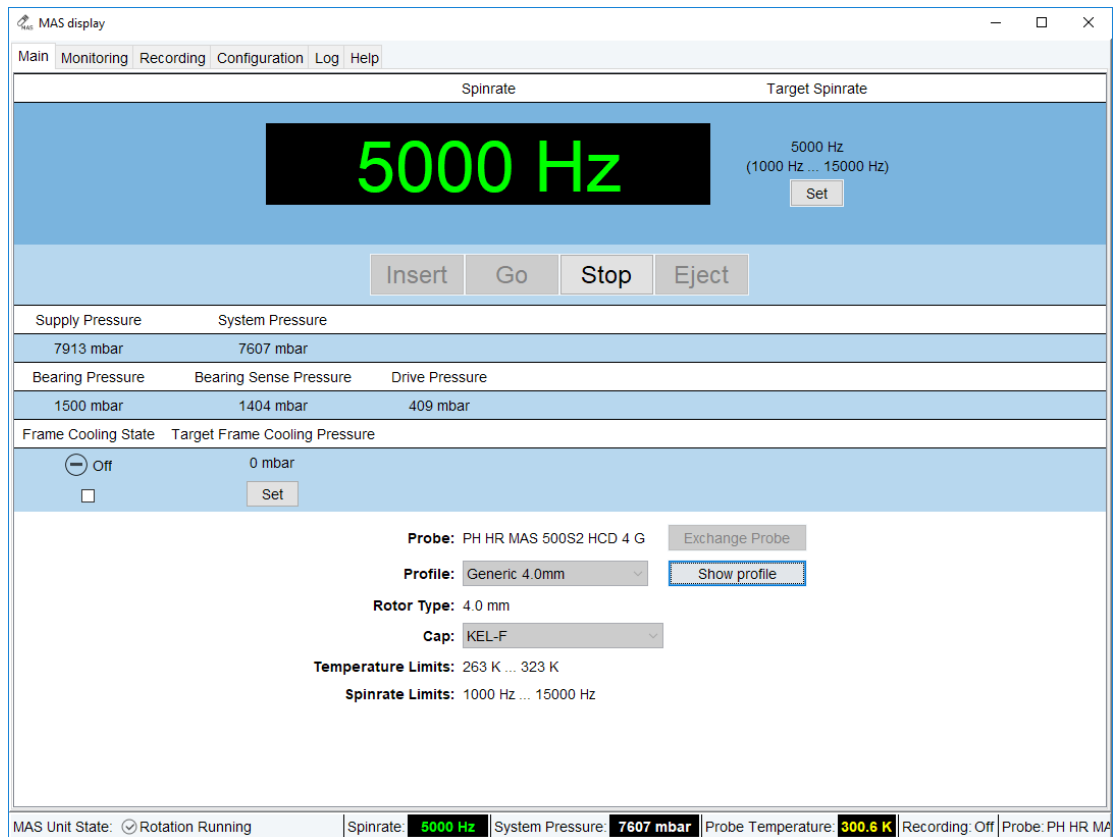 MAS display
Main Monitoring Recording Configuration Log Help
Spinrate Target Spinrate
5000 Hz
5000 Hz
(1000 Hz ... 15000 Hz)
Set
Insert Go Stop Eject
Supply Pressure System Pressure
7913 mbar 7607 mbar
Bearing Pressure Bearing Sense Pressure Drive Pressure
1500 mbar 1404 mbar 409 mbar
Frame Cooling State Target Frame Cooling Pressure
Off 0 mbar
Set
Probe: PH HR MAS 500S2 HCD 4 G Exchange Probe
Profile: Generic 4.0mm Show profile
Rotor Type: 4.0 mm
Cap: KEL-F
Temperature Limits: 263 K ... 323 K
Spinrate Limits: 1000 Hz ... 15000 Hz
MAS Unit State: Rotation Running Spinrate: 5000 Hz System Pressure: 7607 mbar Probe Temperature: 300.6 K Recording: Off Probe: PH HR MA